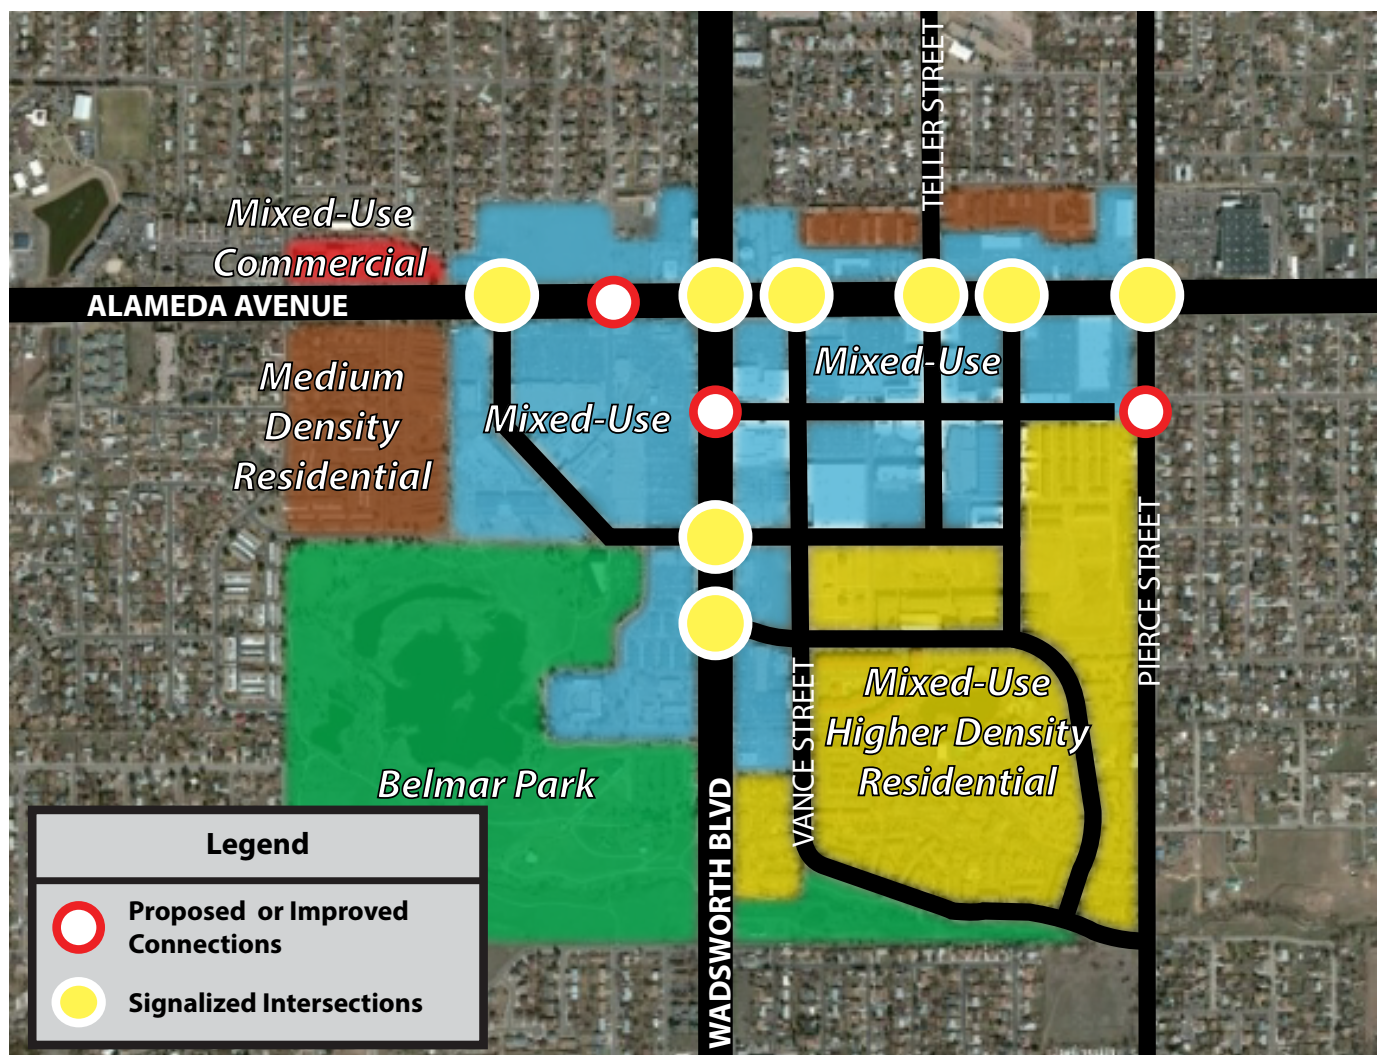 TELLER STREET
Mixed-Use
Commercial
ALAMEDA AVENUE
Mixed-Use
Medium
Density
Residential
Mixed-Use
PIERCE STREET
Mixed-Use
Higher Density
Residential
VANCE STREET
Belmar Park
WADSWORTH BLVD
Legend
Proposed or Improved
Connections
Signalized Intersections